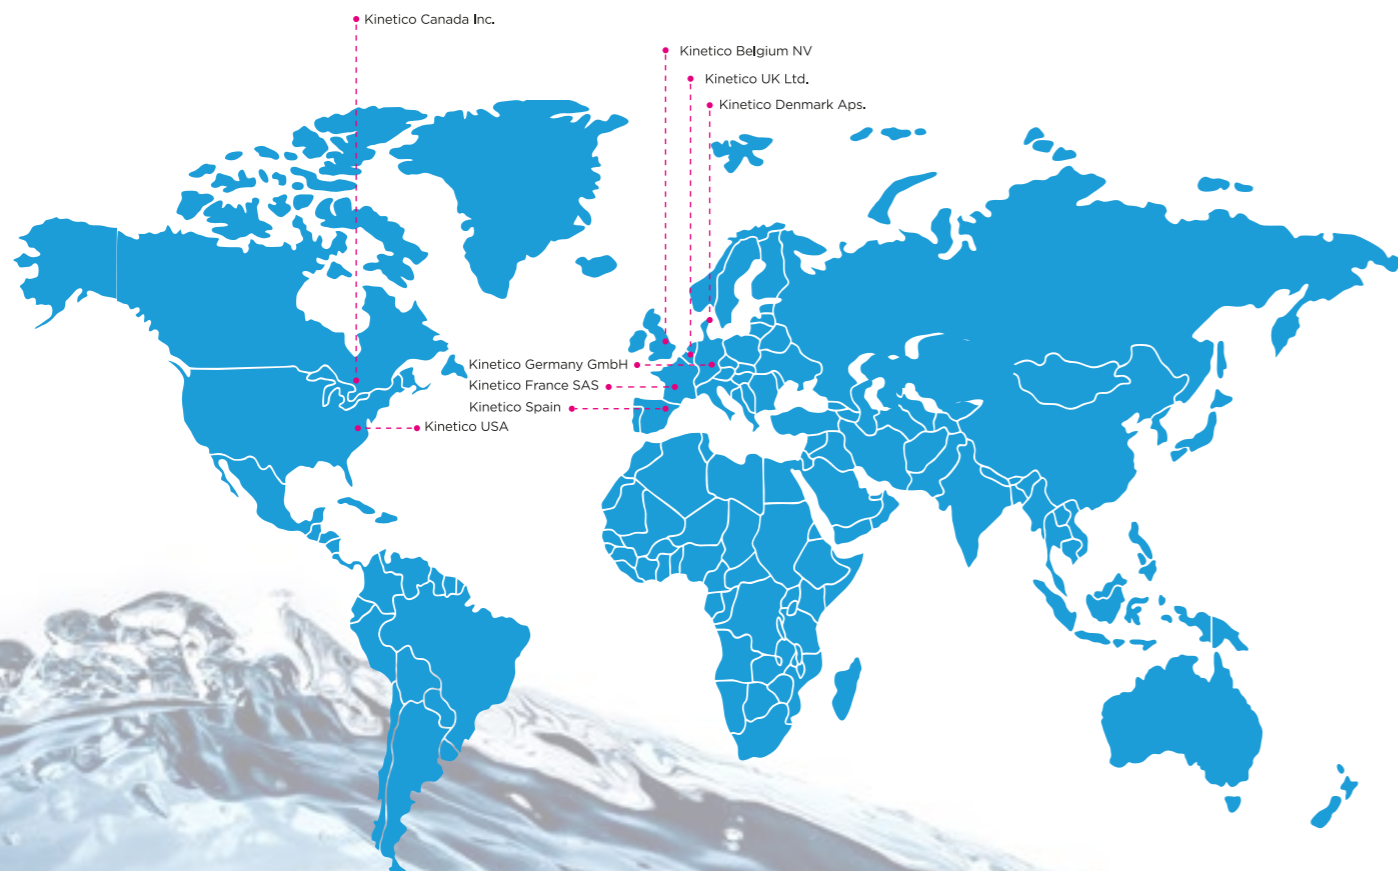 Kinetico Canada Inc.
Kinetico Belgium NV
Kinetico UK Ltd.
Kinetico Denmark Aps.
Kinetico Germany GmbH
Kinetico France SAS
Kinetico Spain
Kinetico USA